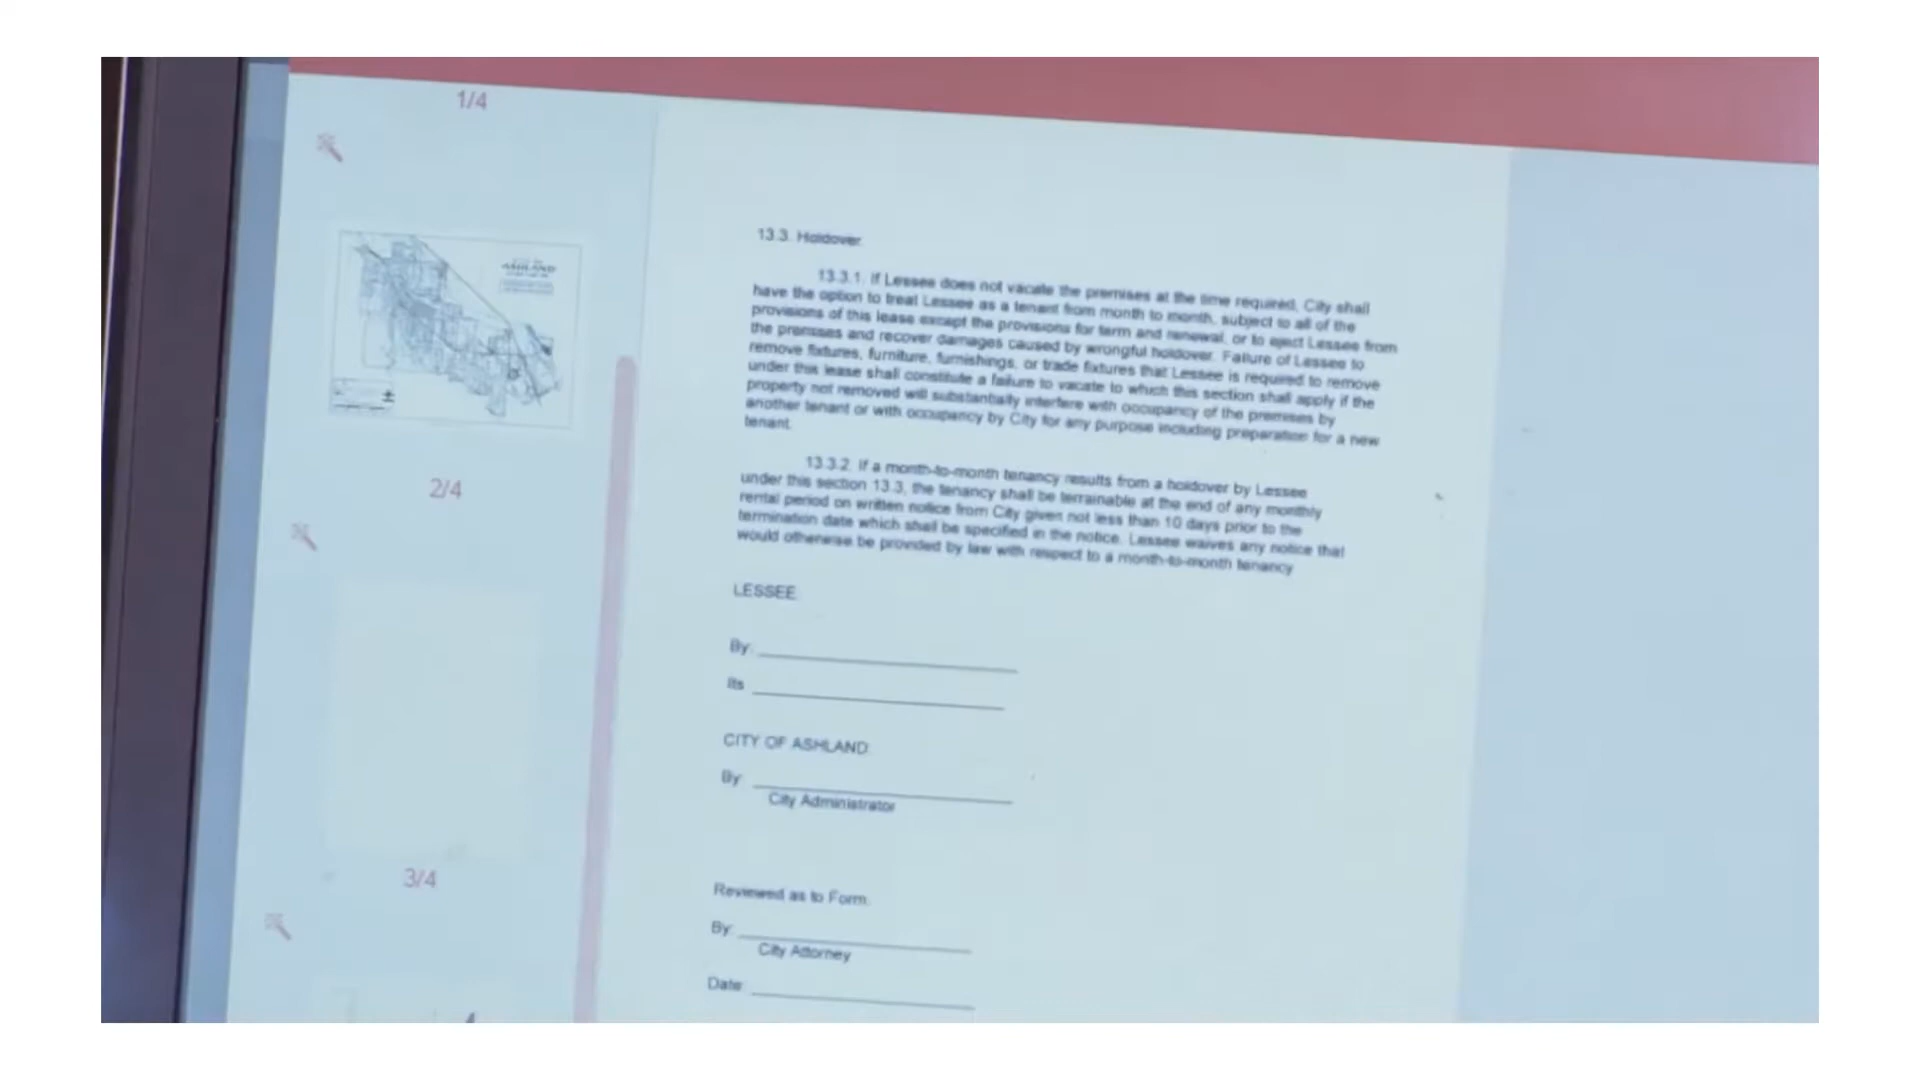 1/4
ASHLAND
2/4
3/4
13.3. Holdover.
13.3.1. If Lessee does not vacate the premises at the time required, City shall
have the option to treat Lessee as a tenant from month to month, subject to all of the
provisions of this lease except the provisions for term and renewal, or to eject Lessee from
the premises and recover damages caused by wrongful holdover. Failure of Lessee to
remove fixtures, furniture, furnishings, or trade fixtures that Lessee is required to remove
under this lease shall constitute a failure to vacate to which this section shall apply if the
property not removed will substantially interfere with occupancy of the premises by
another tenant or with occupancy by City for any purpose including preparation for a new
tenant.
13.3.2. If a month-to-month tenancy results from a holdover by Lessee
under this section 13.3, the tenancy shall be terminable at the end of any monthly
rental period on written notice from City given not less than 10 days prior to the
termination date which shall be specified in the notice. Lessee waives any notice that
would otherwise be provided by law with respect to a month-to-month tenancy
LESSEE
By:
Its
CITY OF ASHLAND
By
City Administrator
Reviewed as to Form:
By:
City Attorney
Date: